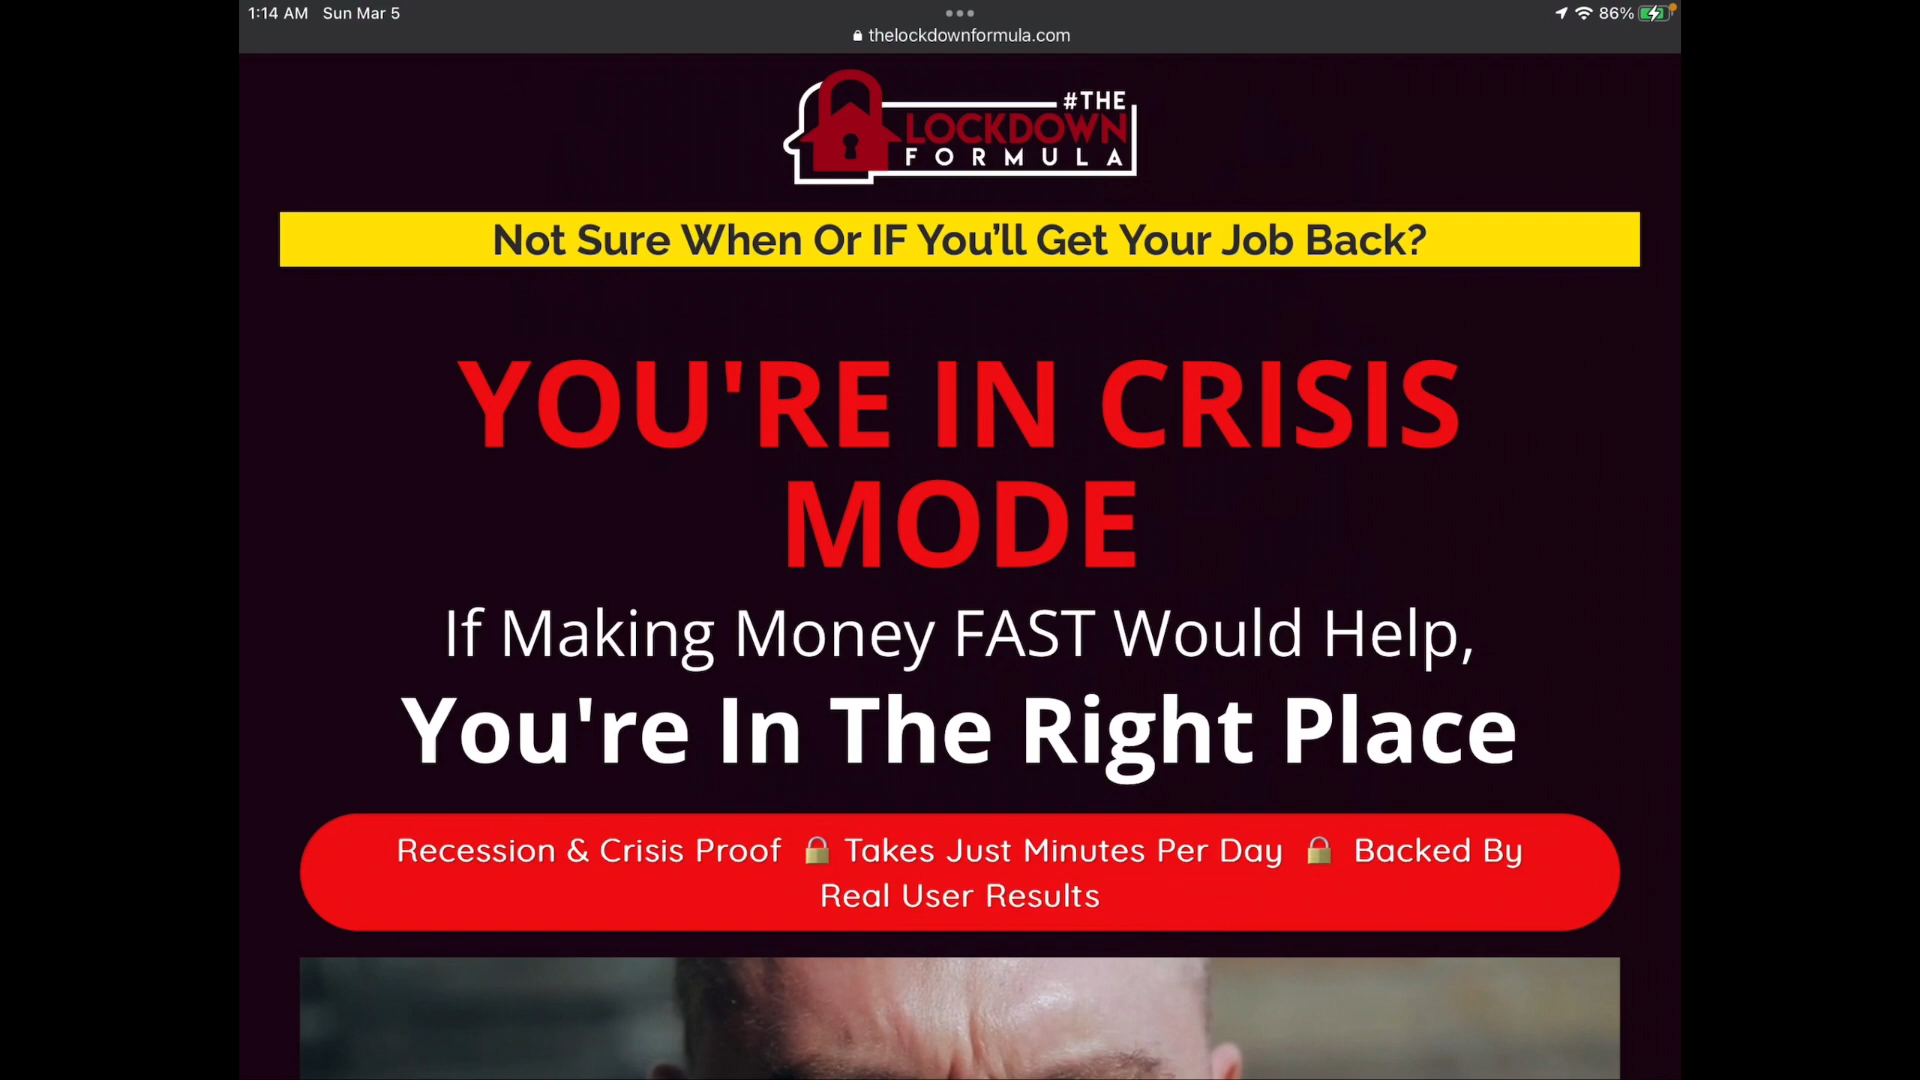 1:14 AM Sun Mar 5
86%
thelockdownformula.com
#THE
LOCKDOWN
FORMULA
Not Sure When Or IF You’ll Get Your Job Back?
YOU'RE IN CRISIS
MODE
If Making Money FAST Would Help,
You're In The Right Place
Recession & Crisis Proof 🔒 Takes Just Minutes Per Day 🔒 Backed By
Real User Results